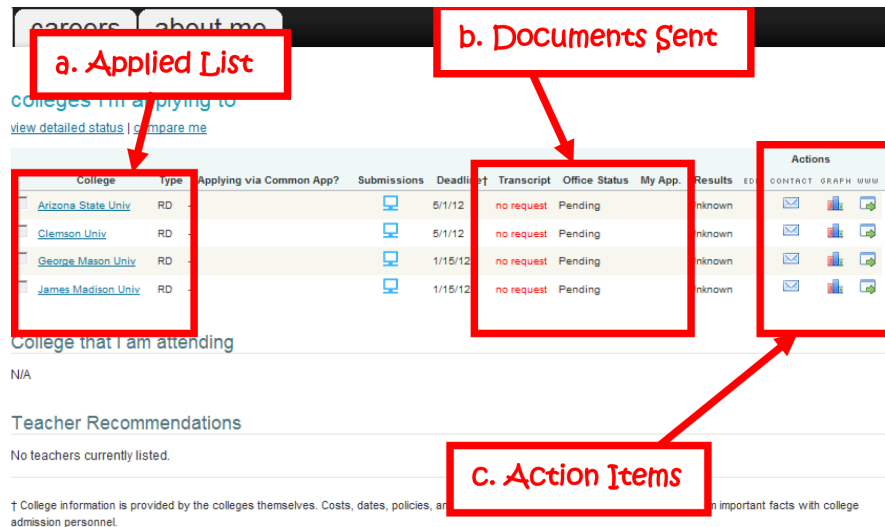 careers about me
a. Applied List
b. Documents Sent
colleges I'm applying to
view detailed status | compare me
Actions
College Type Applying via Common App? Submissions Deadline† Transcript Office Status My App. Results CONTACT GRAPH WWW
Arizona State Univ RD 5/1/12 no request Pending
Clemson Univ RD 5/1/12 no request Pending
George Mason Univ RD 1/15/12 no request Pending
James Madison Univ RD 1/15/12 no request Pending
College that I am attending
N/A
Teacher Recommendations
No teachers currently listed.
c. Action Items
† College information is provided by the colleges themselves. Costs, dates, policies, important facts with college
admission personnel.